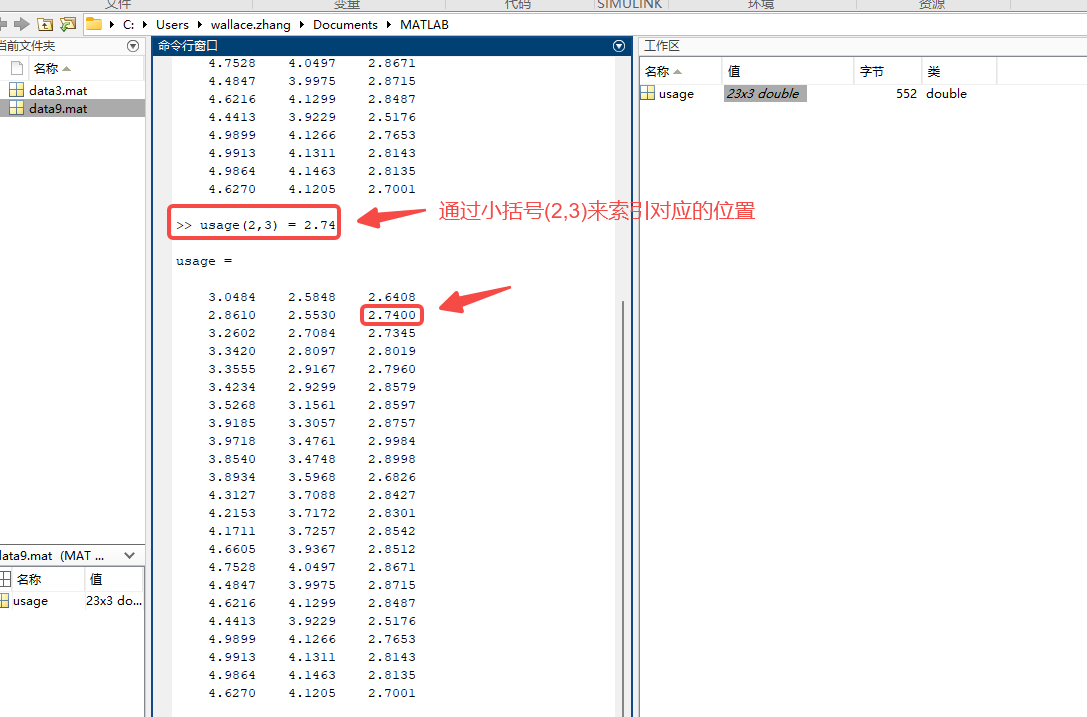 文件 变量 代码 SIMULINK 环境 资源
C: Users wallace.zhang Documents MATLAB
当前文件夹
名称
data3.mat
data9.mat
data9.mat (MAT ...
名称 值
usage 23x3 do...
命令行窗口
4.7528 4.0497 2.8671
4.4847 3.9975 2.8715
4.6216 4.1299 2.8487
4.4413 3.9229 2.5176
4.9899 4.1266 2.7653
4.9913 4.1311 2.8143
4.9864 4.1463 2.8135
4.6270 4.1205 2.7001
>> usage(2,3) = 2.74
通过小括号(2,3)来索引对应的位置
usage =
3.0484 2.5848 2.6408
2.8610 2.5530 2.7400
3.2602 2.7084 2.7345
3.3420 2.8097 2.8019
3.3555 2.9167 2.7960
3.4234 2.9299 2.8579
3.5268 3.1561 2.8597
3.9185 3.3057 2.8757
3.9718 3.4761 2.9984
3.8540 3.4748 2.8998
3.8934 3.5968 2.6826
4.3127 3.7088 2.8427
4.2153 3.7172 2.8301
4.1711 3.7257 2.8542
4.6605 3.9367 2.8512
4.7528 4.0497 2.8671
4.4847 3.9975 2.8715
4.6216 4.1299 2.8487
4.4413 3.9229 2.5176
4.9899 4.1266 2.7653
4.9913 4.1311 2.8143
4.9864 4.1463 2.8135
4.6270 4.1205 2.7001
工作区
名称 值 字节 类
usage 23x3 double 552 double